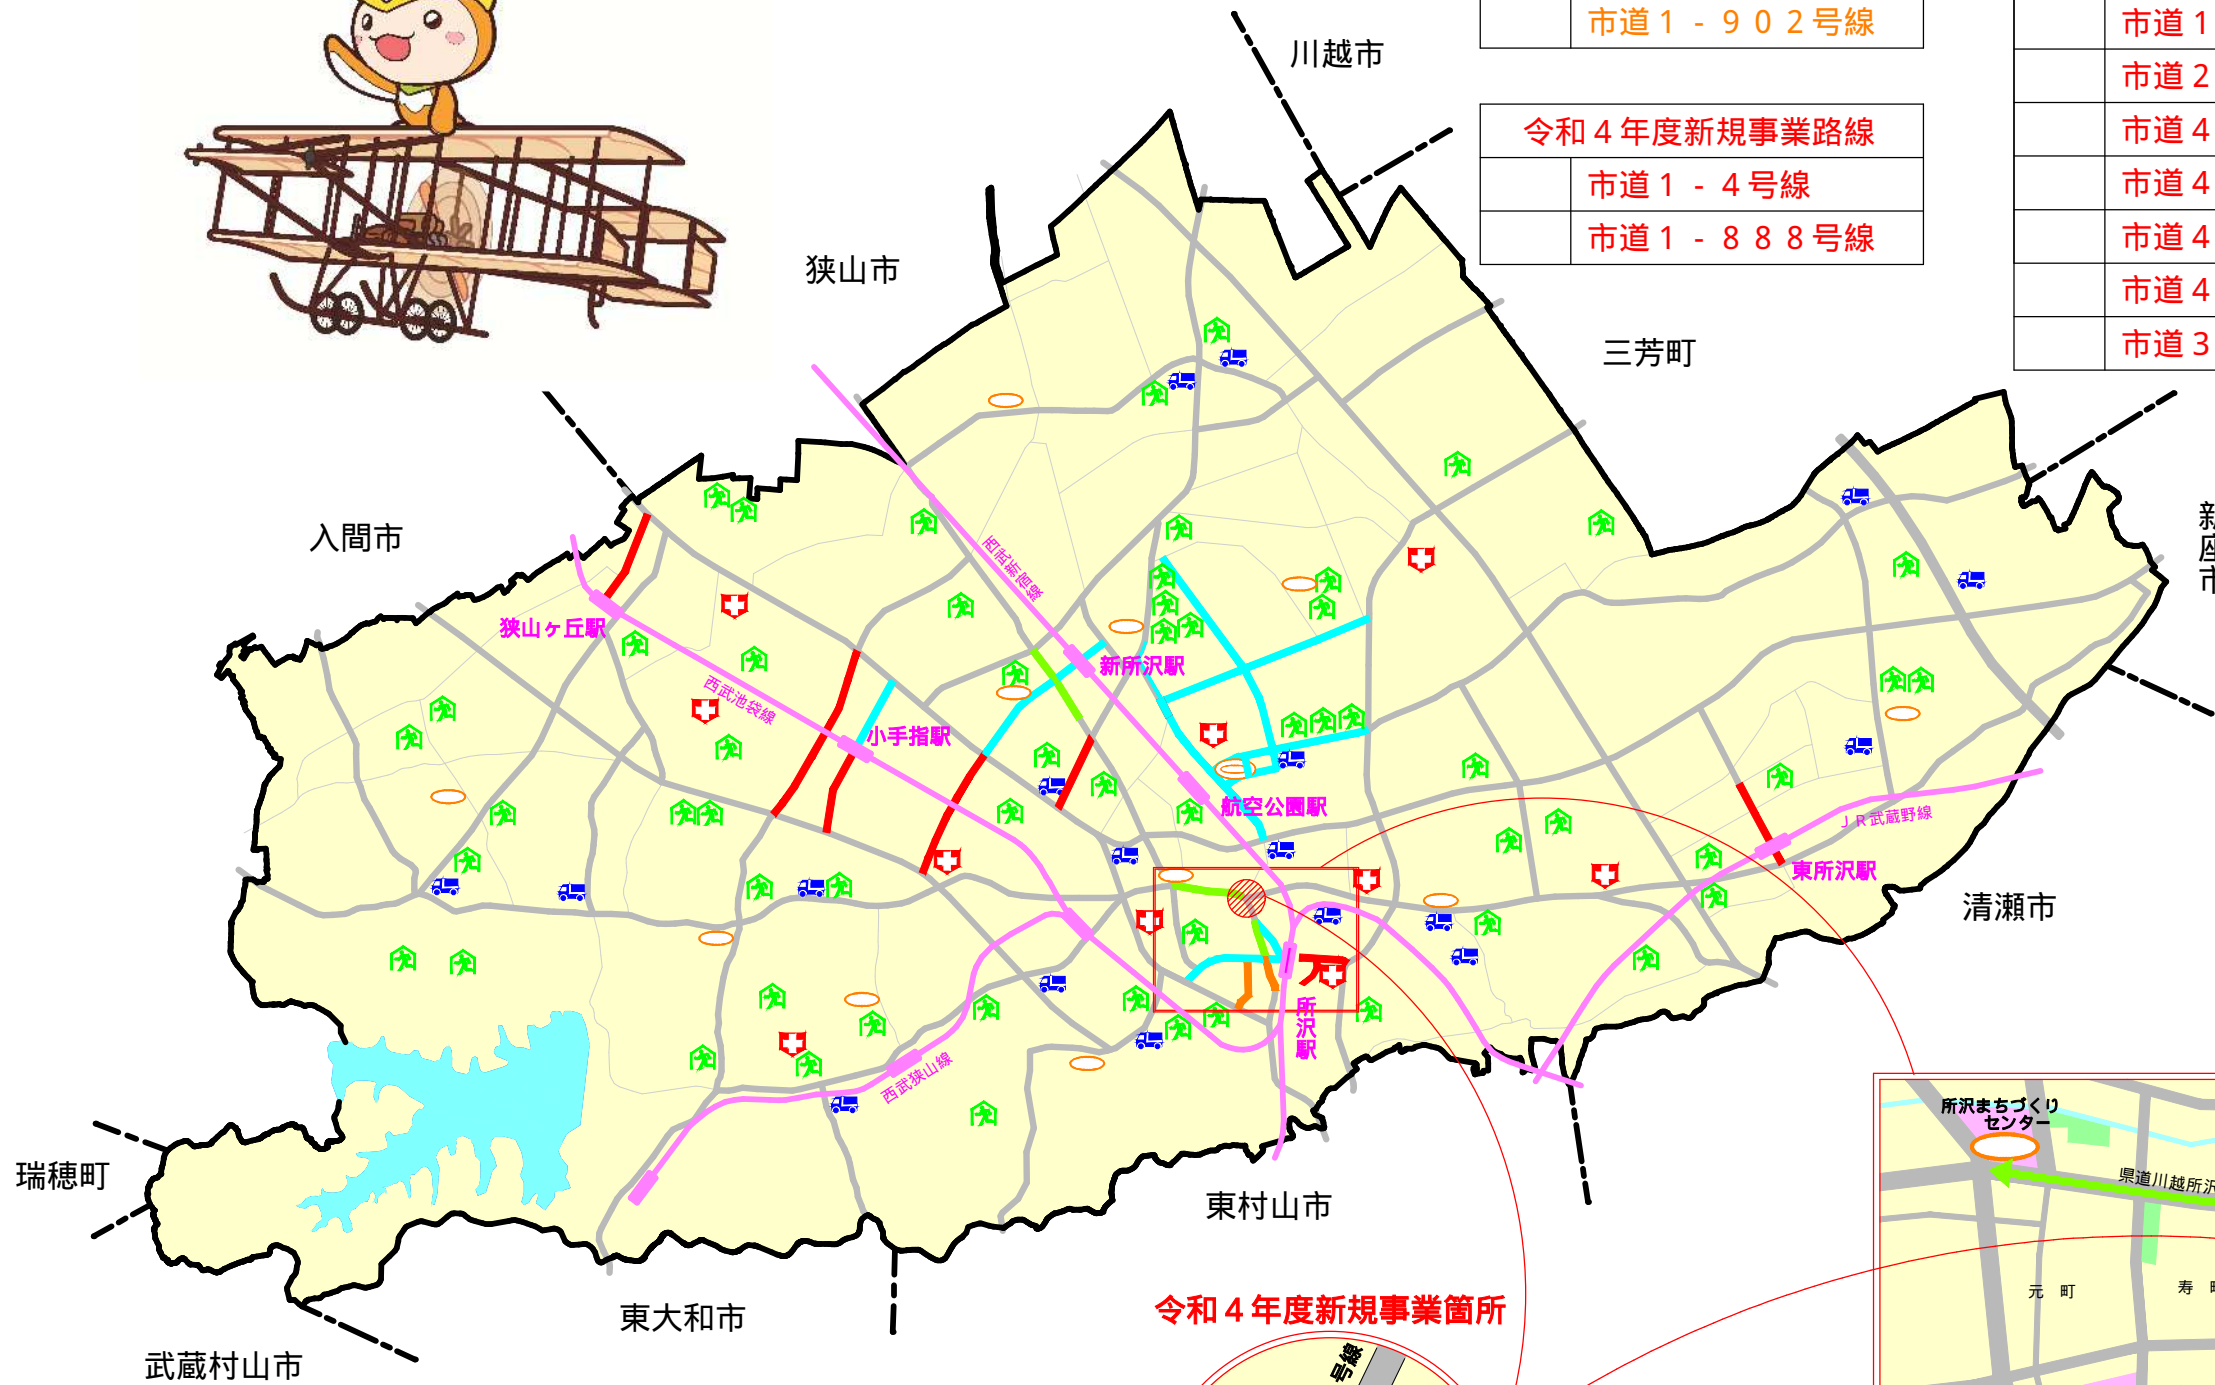 市道１－９０２号線
令和４年度新規事業路線
市道１－４号線
市道１－８８８号線
市道１
市道２
市道４
市道４
市道４
市道４
市道３
川越市
狭山市
三芳町
入間市
新座市
清瀬市
瑞穂町
東村山市
東大和市
武蔵村山市
狭山ヶ丘駅
西武新宿線
新所沢駅
西武池袋線
小手指駅
航空公園駅
ＪＲ武蔵野線
東所沢駅
所沢駅
西武狭山線
令和４年度新規事業箇所
号線
所沢まちづくり
センター
県道川越所沢
元町
寿